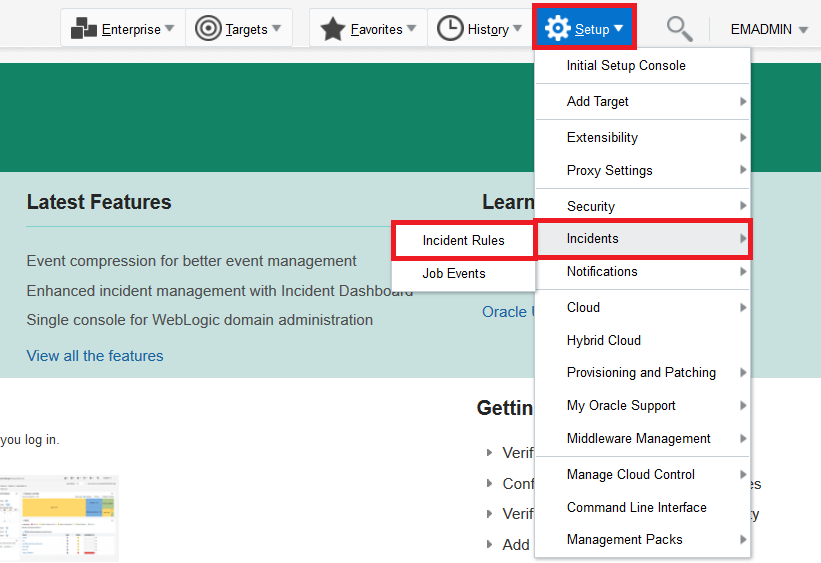 Enterprise Targets Favorites History Setup EMADMIN
Initial Setup Console
Add Target
Extensibility
Proxy Settings
Security
Incidents
Notifications
Cloud
Hybrid Cloud
Provisioning and Patching
My Oracle Support
Middleware Management
Manage Cloud Control
Command Line Interface
Management Packs
Incident Rules
Job Events
Latest Features
Event compression for better event management
Enhanced incident management with Incident Dashboard
Single console for WebLogic domain administration
View all the features
Learn
Oracle
you log in.
Gettin
Verif
Conf
Verif
Add